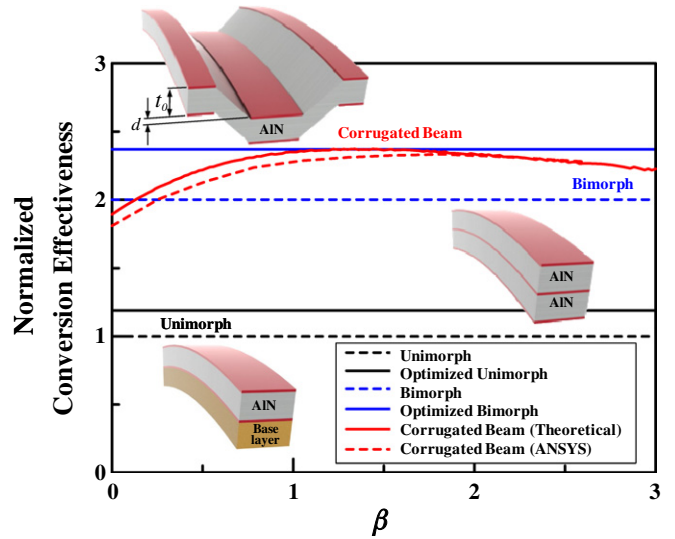 3
2
1
0
0
1
2
3
Normalized
Conversion Effectiveness
β
t0
d
AlN
Corrugated Beam
Bimorph
AlN
AlN
Unimorph
AlN
Base
layer
Unimorph
Optimized Unimorph
Bimorph
Optimized Bimorph
Corrugated Beam (Theoretical)
Corrugated Beam (ANSYS)